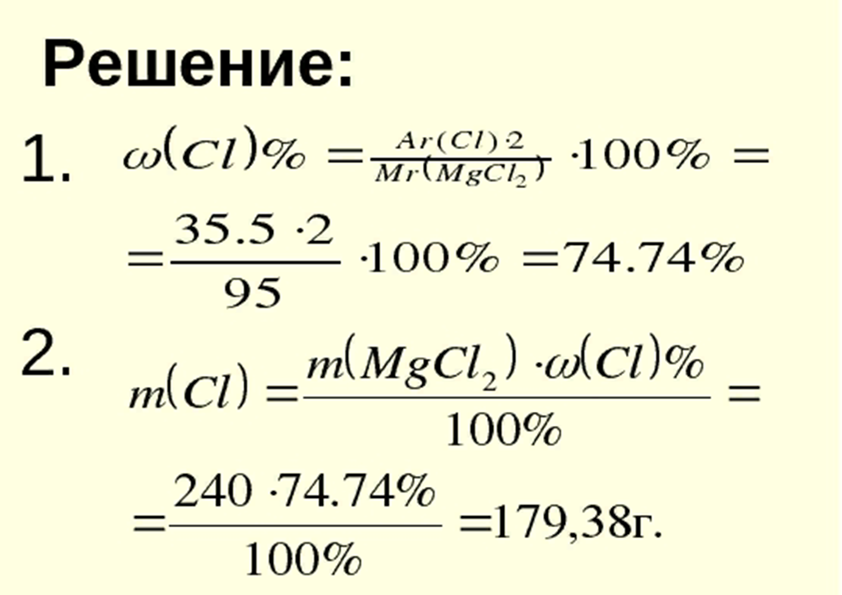 Решение:
1. ω(Cl)% = Ar(Cl)·2 / Mr(MgCl₂) ·100% =
= 35.5 ·2 / 95 ·100% =74.74%
2. m(Cl) = m(MgCl₂) ·ω(Cl)% / 100% =
= 240 ·74.74% / 100% =179,38г.